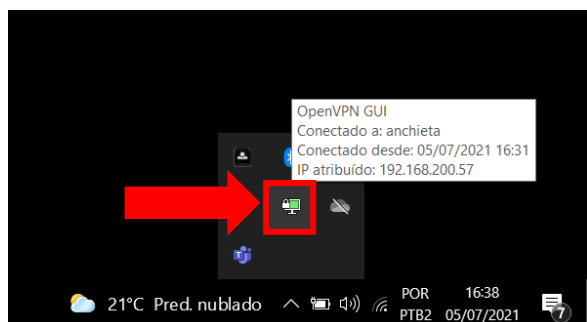 OpenVPN GUI
Conectado a: anchieta
Conectado desde: 05/07/2021 16:31
IP atribuído: 192.168.200.57
21°C Pred. nublado
POR
PTB2
16:38
05/07/2021
7